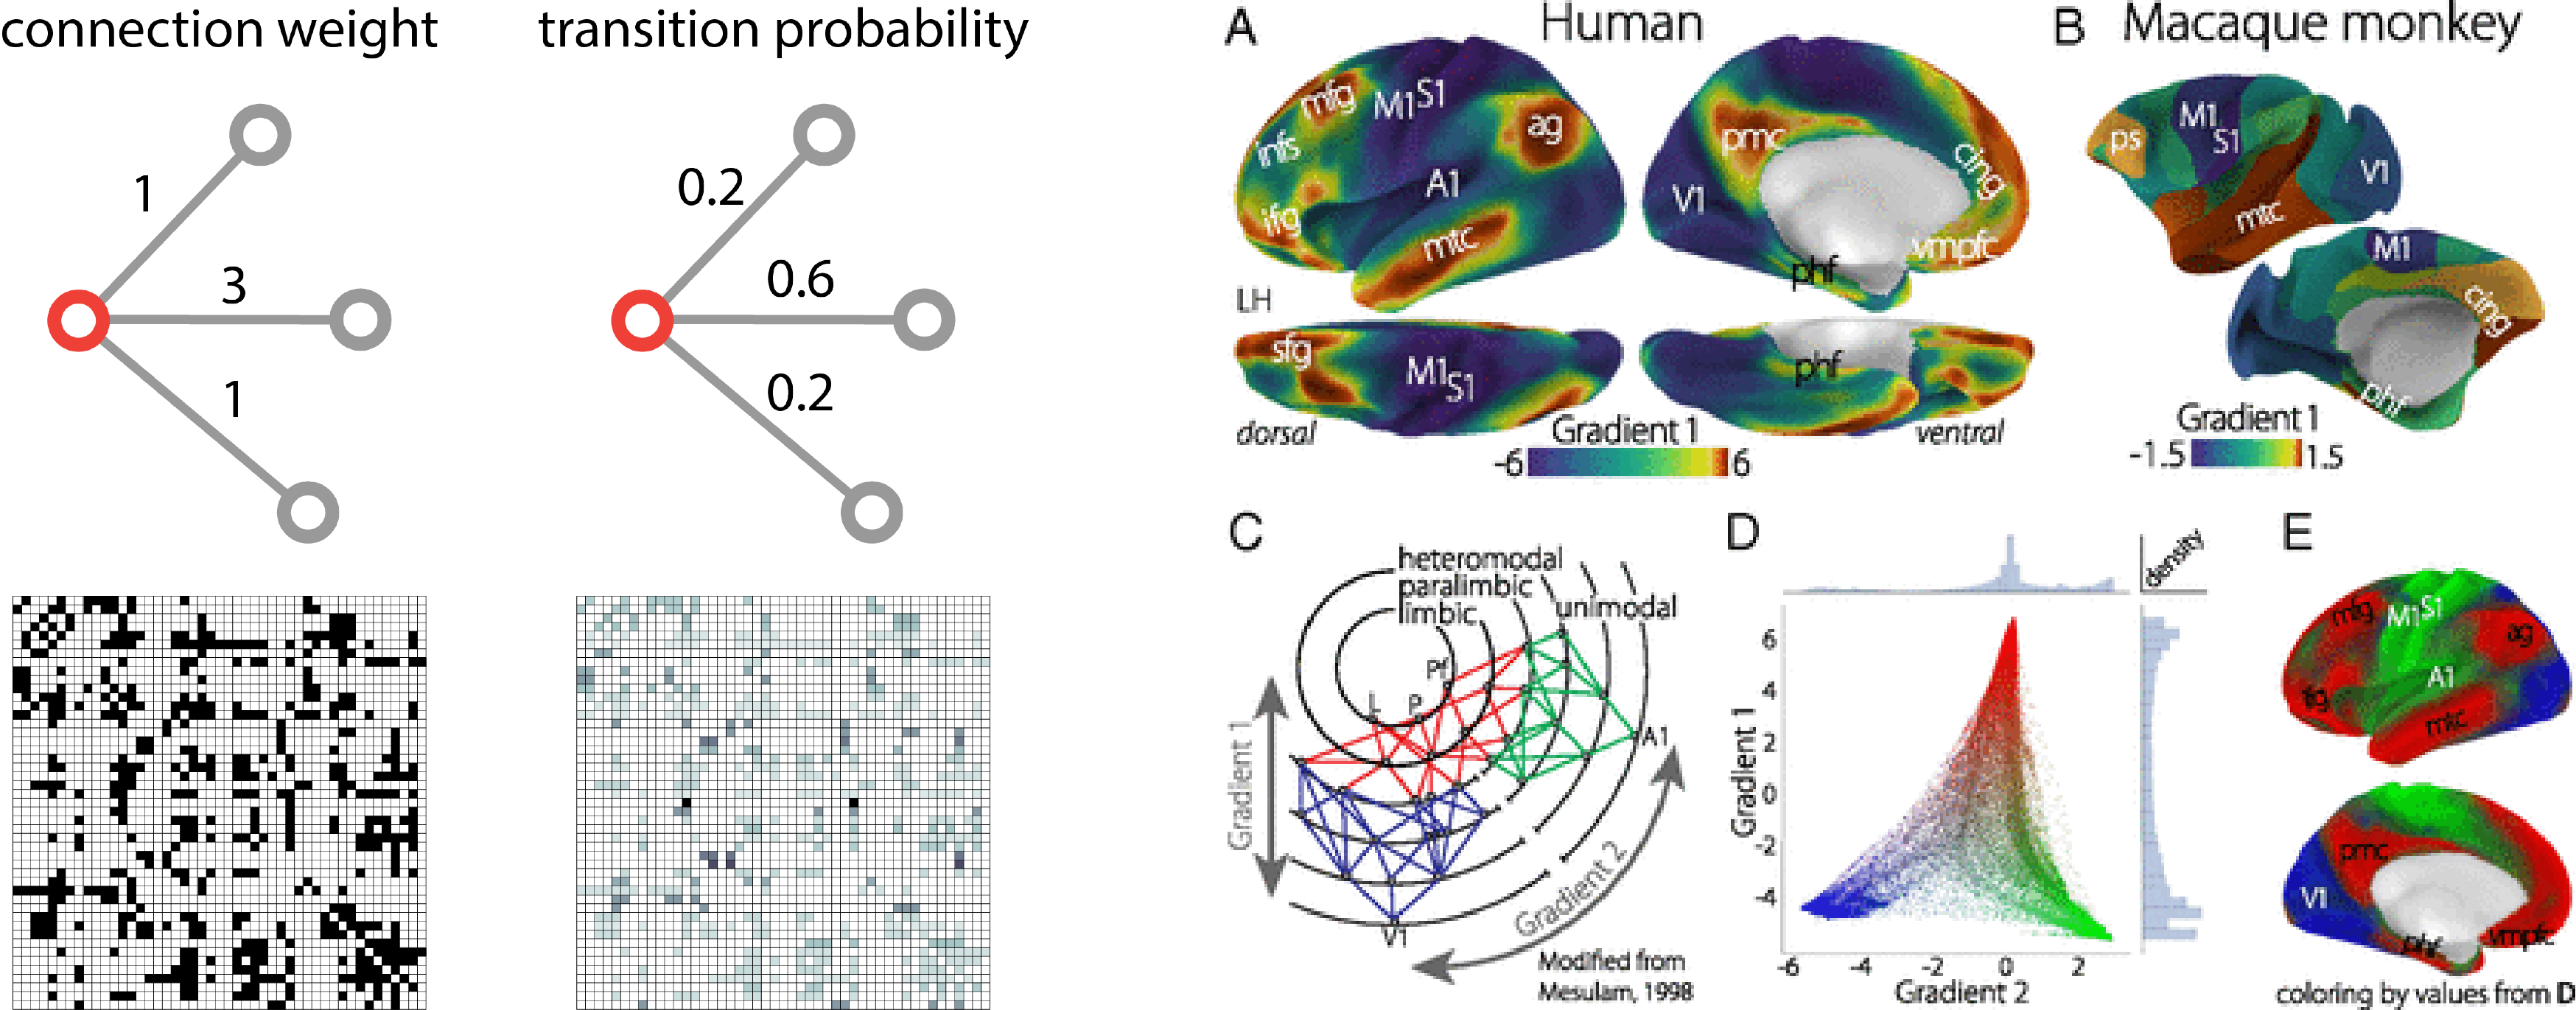 connection weight
1
3
1
transition probability
0.2
0.6
0.2
A
Human
mfg
M1
S1
infs
ag
A1
ifg
mtc
LH
pmc
cing
V1
vmpfc
phf
sfg
M1
S1
phf
dorsal
ventral
Gradient 1
-6
6
B
Macaque monkey
ps
M1
S1
V1
mtc
M1
cing
phf
Gradient 1
-1.5
1.5
C
heteromodal
paralimbic
limbic
unimodal
Pf
L
P
A1
V1
Gradient 1
Gradient 2
Modified from
Mesulam, 1998
D
density
6
4
2
0
-2
-4
Gradient 1
-6
-4
-2
0
2
Gradient 2
E
mfg
M1
S1
ag
A1
ifg
mtc
pmc
V1
phf
vmpfc
coloring by values from D